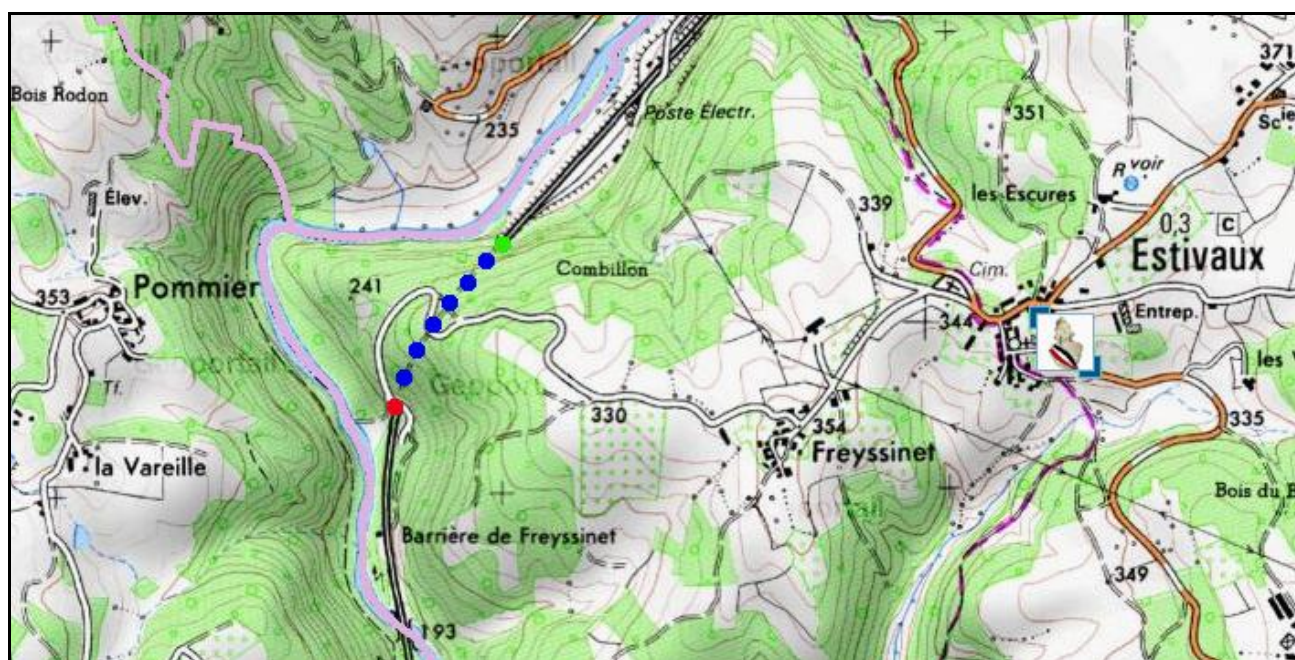 371
Bois Rodon
235
Poste Électr.
351
Sc^ie
R^voir
Élev.
les Escures
339
0,3
C
Estivaux
Combillon
Cim.
Pommier
241
353
344
Entrep.
Géoportail
Tf.
les V
330
335
354
Freyssinet
la Vareille
Bois du B
Barrière de Freyssinet
349
193